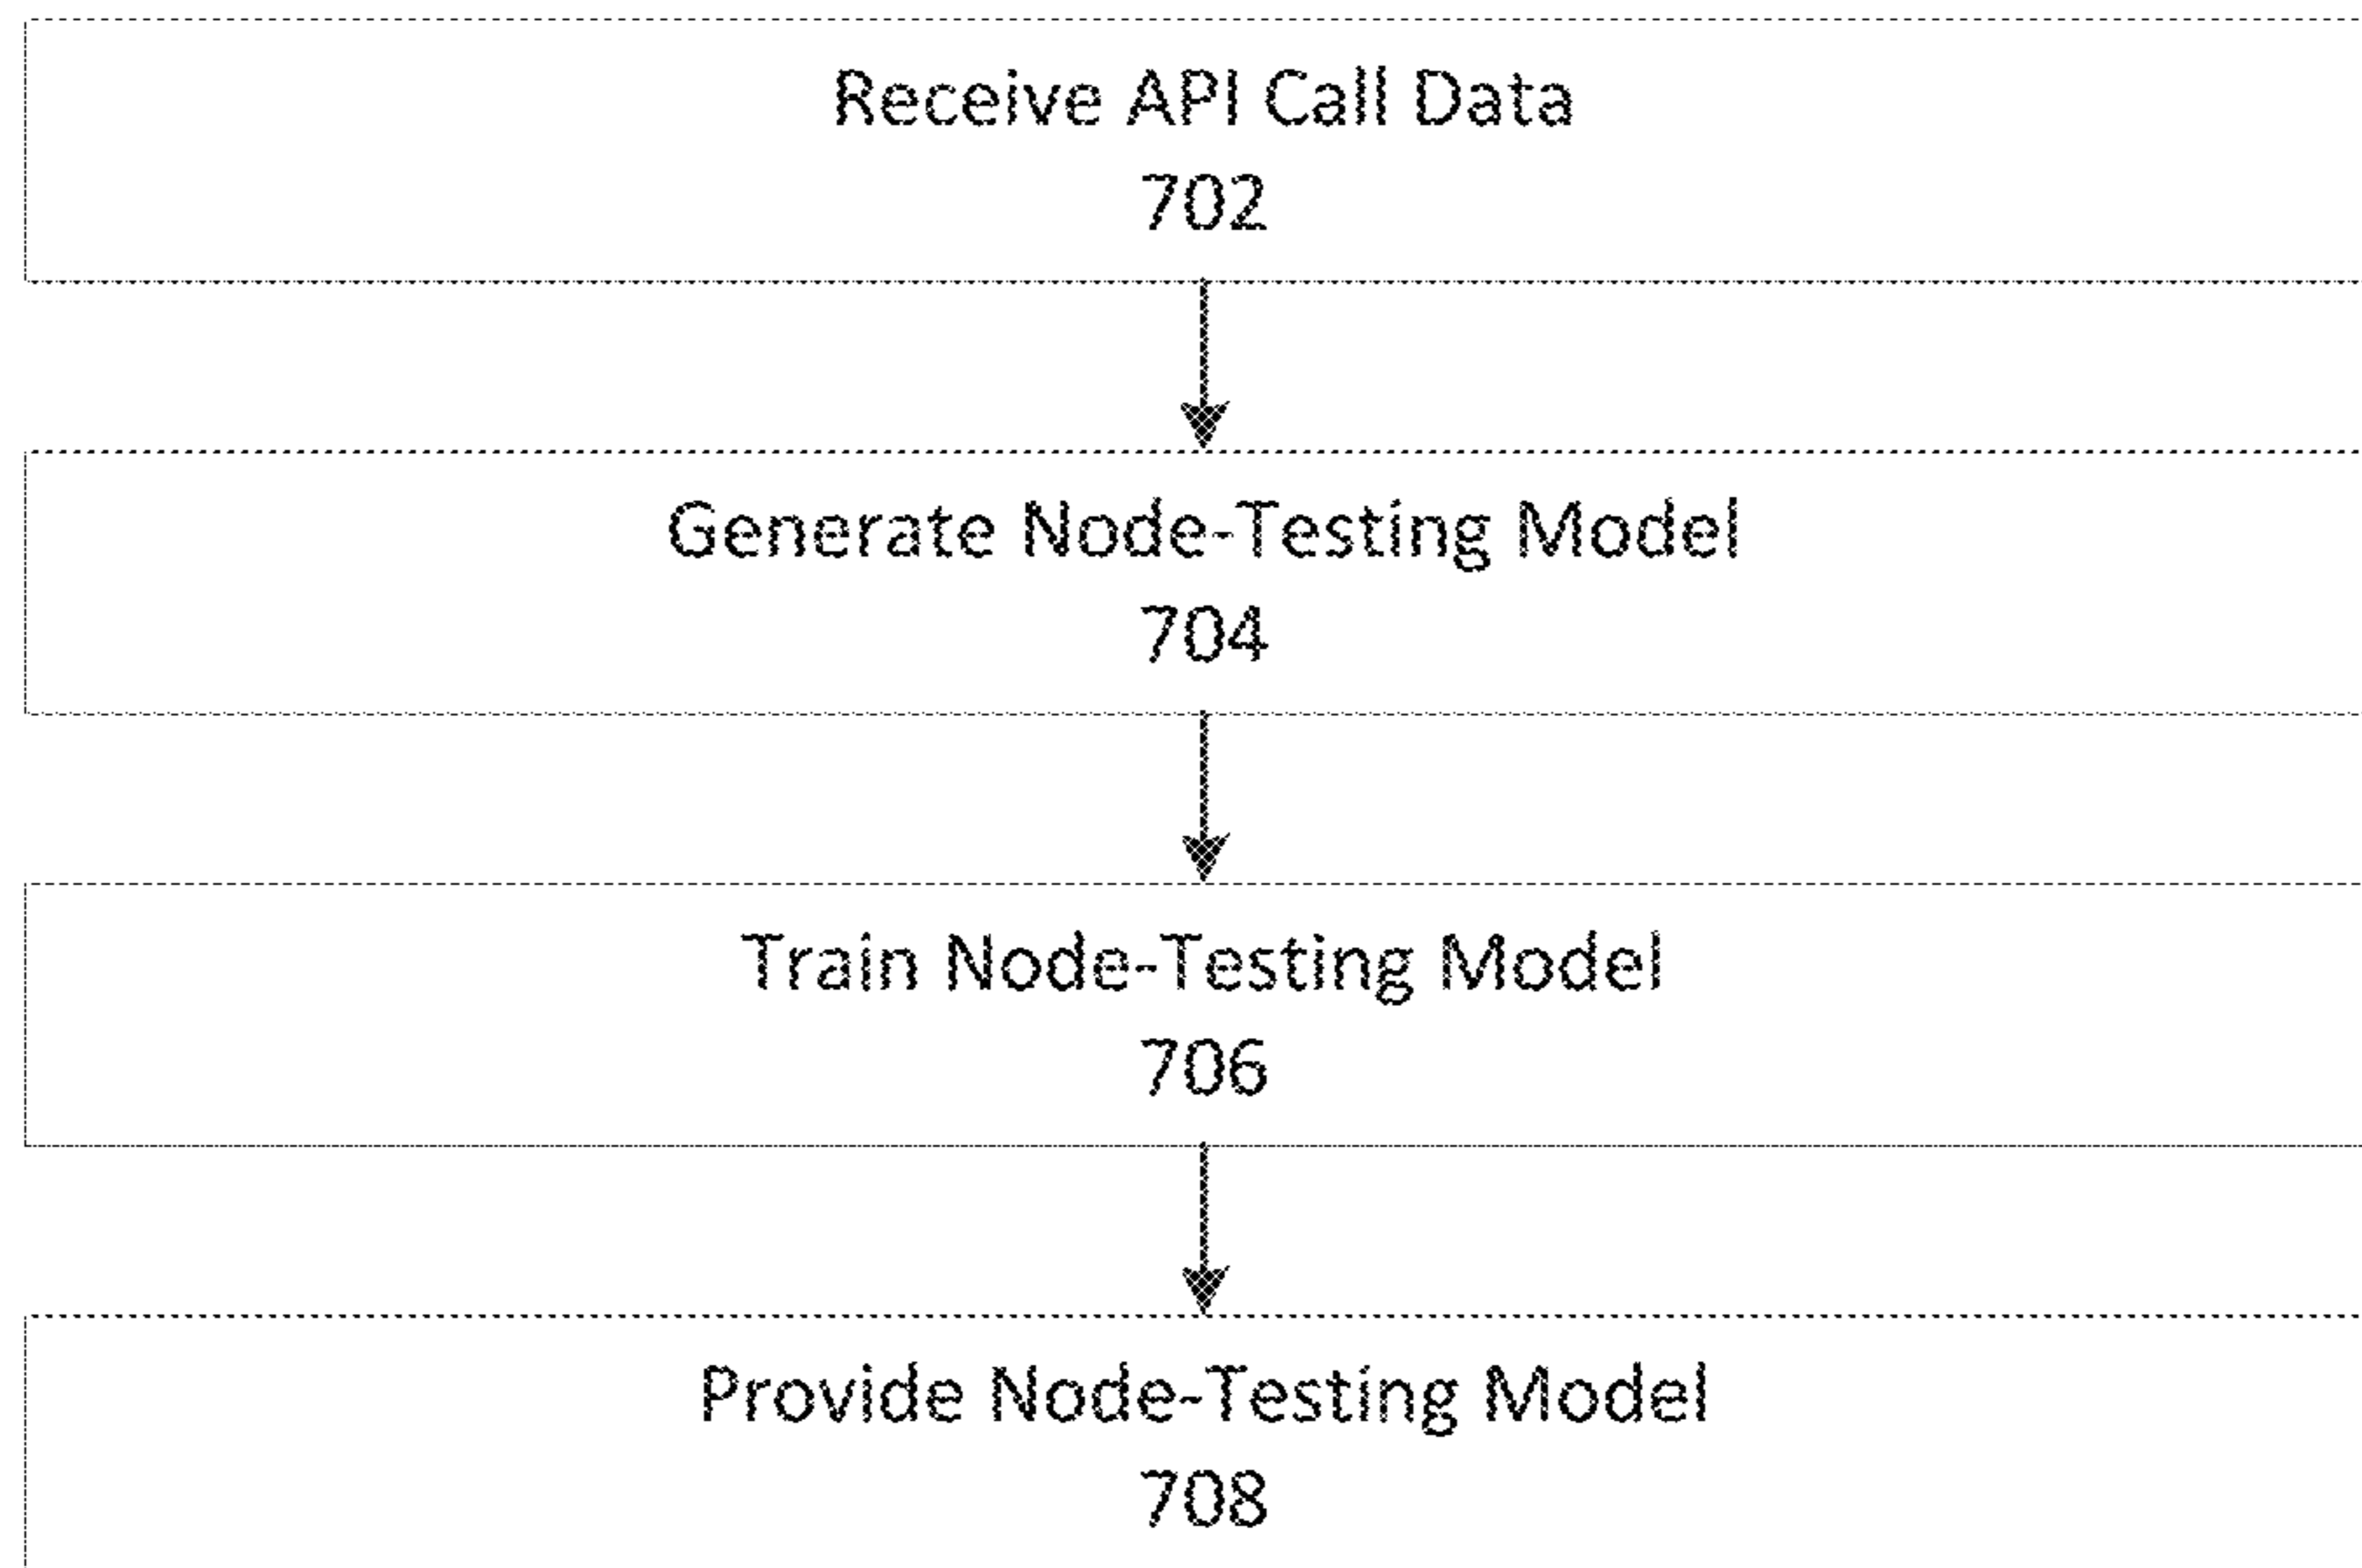 Receive API Call Data
702
Generate Node-Testing Model
704
Train Node-Testing Model
706
Provide Node-Testing Model
708